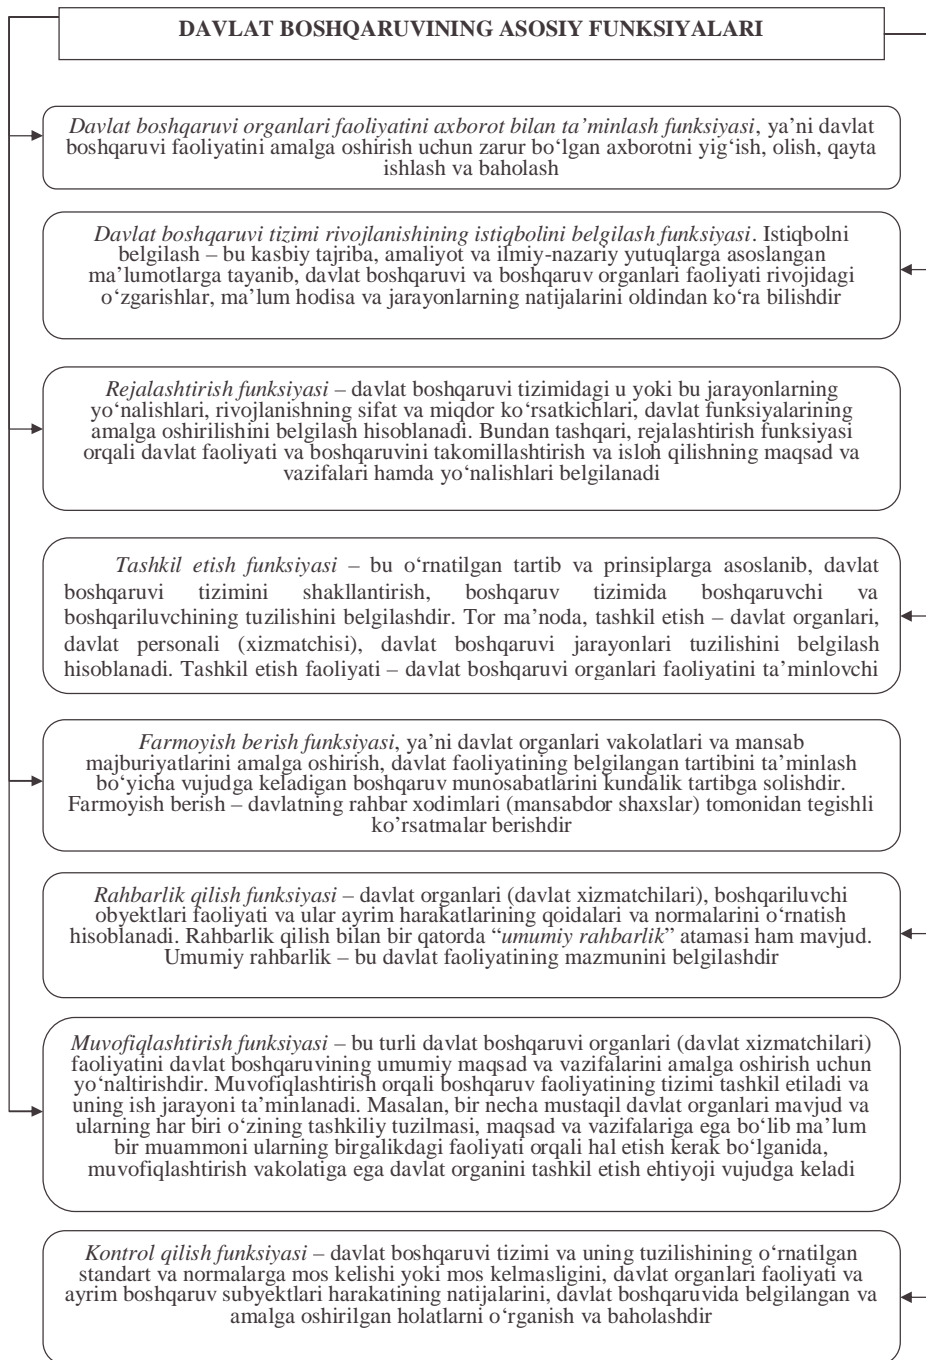 DAVLAT BOSHQARUVINING ASOSIY FUNKSIYALARI
Davlat boshqaruvi organlari faoliyatini axborot bilan ta’minlash funksiyasi, ya’ni davlat
boshqaruvi faoliyatini amalga oshirish uchun zarur bo‘lgan axborotni yig‘ish, olish, qayta
ishlash va baholash
Davlat boshqaruvi tizimi rivojlanishining istiqbolini belgilash funksiyasi. Istiqbolni
belgilash – bu kasbiy tajriba, amaliyot va ilmiy-nazariy yutuqlarga asoslangan
ma’lumotlarga tayanib, davlat boshqaruvi va boshqaruv organlari faoliyati rivojidagi
o‘zgarishlar, ma’lum hodisa va jarayonlarning natijalarini oldindan ko‘ra bilishdir
Rejalashtirish funksiyasi – davlat boshqaruvi tizimidagi u yoki bu jarayonlarning
yo‘nalishlari, rivojlanishning sifat va miqdor ko‘rsatkichlari, davlat funksiyalarining
amalga oshirilishini belgilash hisoblanadi. Bundan tashqari, rejalashtirish funksiyasi
orqali davlat faoliyati va boshqaruvini takomillashtirish va isloh qilishning maqsad va
vazifalari hamda yo‘nalishlari belgilanadi
Tashkil etish funksiyasi – bu o‘rnatilgan tartib va prinsiplarga asoslanib, davlat
boshqaruvi tizimini shakllantirish, boshqaruv tizimida boshqaruvchi va
boshqariluvchining tuzilishini belgilashdir. Tor ma’noda, tashkil etish – davlat organlari,
davlat personali (xizmatchisi), davlat boshqaruvi jarayonlari tuzilishini belgilash
hisoblanadi. Tashkil etish faoliyati – davlat boshqaruvi organlari faoliyatini ta’minlovchi
Farmoyish berish funksiyasi, ya’ni davlat organlari vakolatlari va mansab
majburiyatlarini amalga oshirish, davlat faoliyatining belgilangan tartibini ta’minlash
bo‘yicha vujudga keladigan boshqaruv munosabatlarini kundalik tartibga solishdir.
Farmoyish berish – davlatning rahbar xodimlari (mansabdor shaxslar) tomonidan tegishli
ko’rsatmalar berishdir
Rahbarlik qilish funksiyasi – davlat organlari (davlat xizmatchilari), boshqariluvchi
obyektlari faoliyati va ular ayrim harakatlarining qoidalari va normalarini o‘rnatish
hisoblanadi. Rahbarlik qilish bilan bir qatorda “umumiy rahbarlik” atamasi ham mavjud.
Umumiy rahbarlik – bu davlat faoliyatining mazmunini belgilashdir
Muvofiqlashtirish funksiyasi – bu turli davlat boshqaruvi organlari (davlat xizmatchilari)
faoliyatini davlat boshqaruvining umumiy maqsad va vazifalarini amalga oshirish uchun
yo‘naltirishdir. Muvofiqlashtirish orqali boshqaruv faoliyatining tizimi tashkil etiladi va
uning ish jarayoni ta’minlanadi. Masalan, bir necha mustaqil davlat organlari mavjud va
ularning har biri o‘zining tashkiliy tuzilmasi, maqsad va vazifalariga ega bo‘lib ma’lum
bir muammoni ularning birgalikdagi faoliyati orqali hal etish kerak bo‘lganida,
muvofiqlashtirish vakolatiga ega davlat organini tashkil etish ehtiyoji vujudga keladi
Kontrol qilish funksiyasi – davlat boshqaruvi tizimi va uning tuzilishining o‘rnatilgan
standart va normalarga mos kelishi yoki mos kelmasligini, davlat organlari faoliyati va
ayrim boshqaruv subyektlari harakatining natijalarini, davlat boshqaruvida belgilangan va
amalga oshirilgan holatlarni o‘rganish va baholashdir